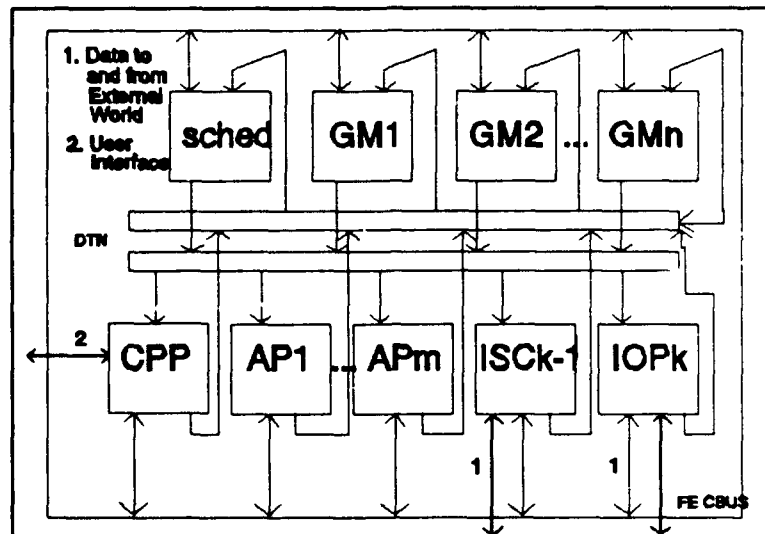 1. Data to
and from
External
World
2. User
Interface
sched
GM1
GM2
...
GMn
DTN
2
CPP
AP1
...
APm
ISCk-1
IOPk
1
1
FE CBUS